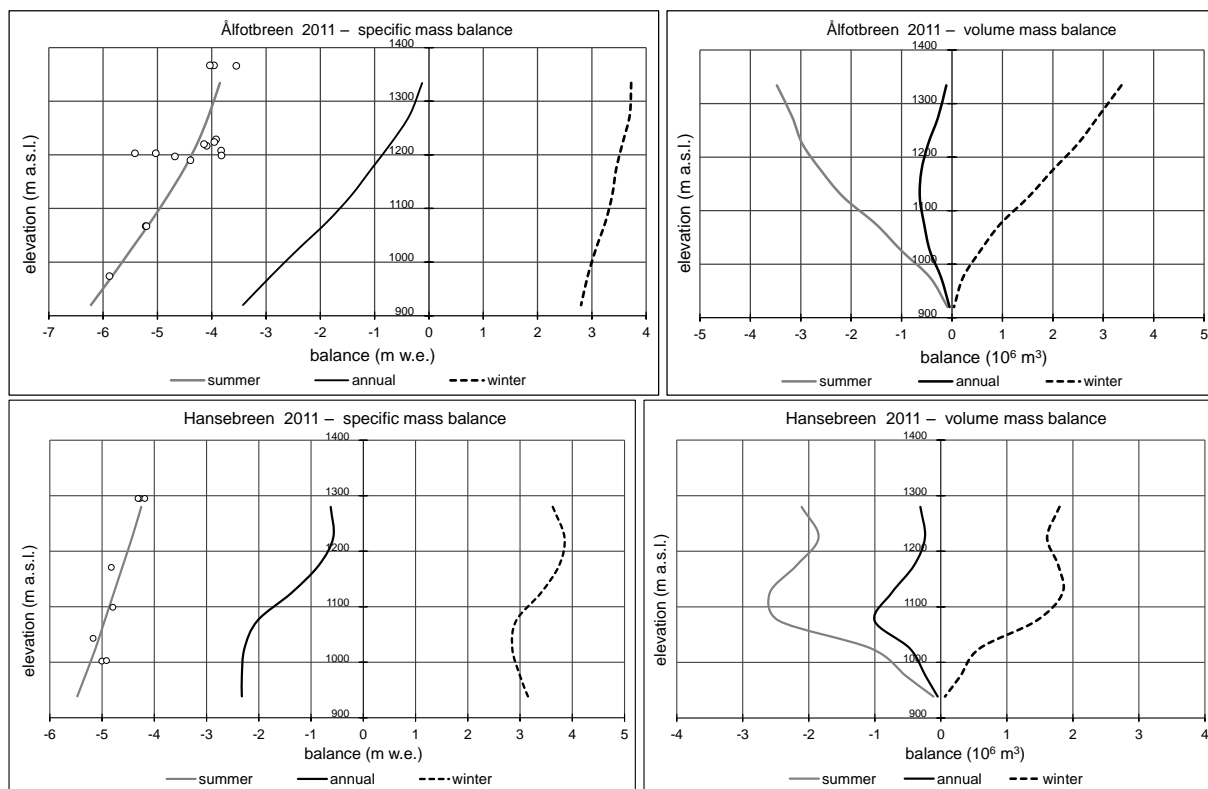 Ålfotbreen 2011 – specific mass balance
1400
1300
1200
1100
1000
900
elevation (m a.s.l.)
-7 -6 -5 -4 -3 -2 -1 0 1 2 3 4
balance (m w.e.)
summer annual winter
Ålfotbreen 2011 – volume mass balance
1400
1300
1200
1100
1000
900
elevation (m a.s.l.)
-5 -4 -3 -2 -1 0 1 2 3 4 5
balance (10⁶ m³)
summer annual winter
Hansebreen 2011 – specific mass balance
1400
1300
1200
1100
1000
900
elevation (m a.s.l.)
-6 -5 -4 -3 -2 -1 0 1 2 3 4 5
balance (m w.e.)
summer annual winter
Hansebreen 2011 – volume mass balance
1400
1300
1200
1100
1000
900
elevation (m a.s.l.)
-4 -3 -2 -1 0 1 2 3 4
balance (10⁶ m³)
summer annual winter